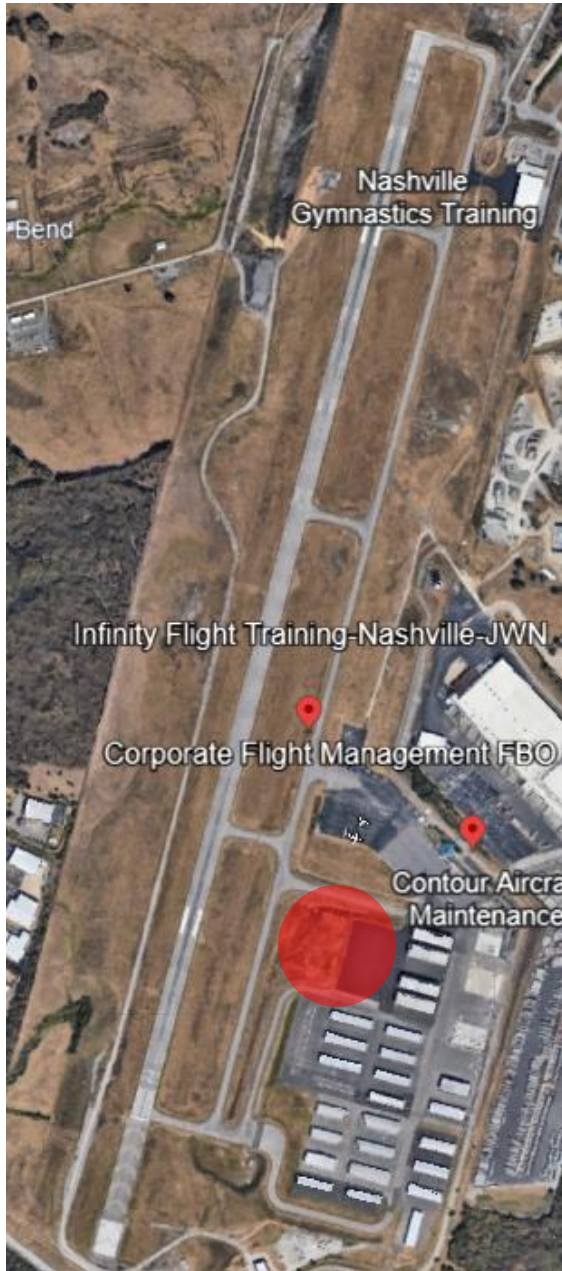 Nashville
Gymnastics Training
Bend
Infinity Flight Training-Nashville-JWN
Corporate Flight Management FBO
Contour Aircra
Maintenance